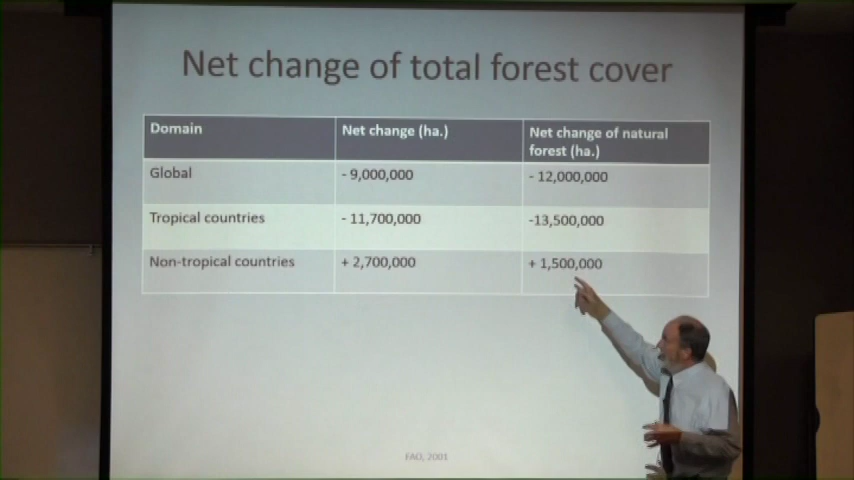 Net change of total forest cover
Domain
Net change (ha.)
Net change of natural
forest (ha.)
Global
- 9,000,000
- 12,000,000
Tropical countries
- 11,700,000
-13,500,000
Non-tropical countries
+ 2,700,000
+ 1,500,000
FAO, 2001